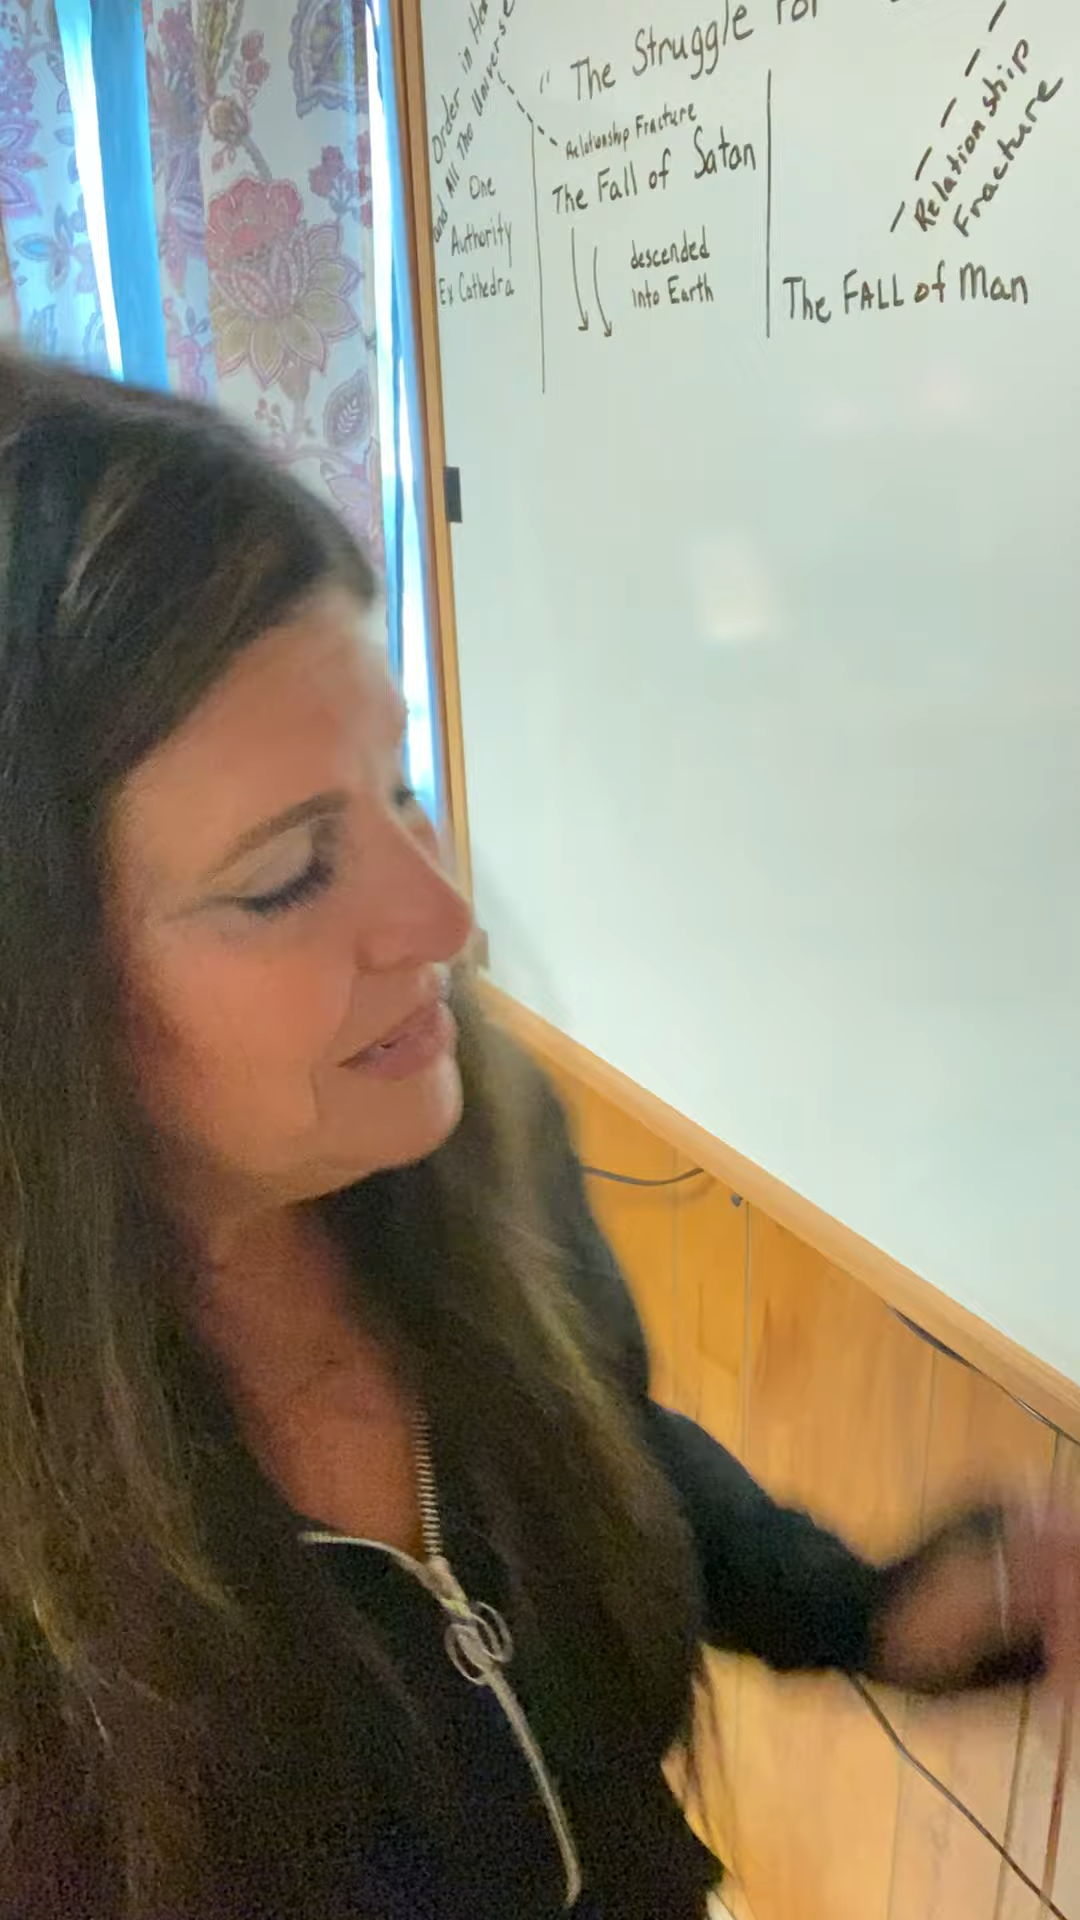 "The Struggle for
Order in
and All The Universe
One
Authority
Ex Cathedra
Relationship Fracture
The Fall of Satan
descended
into Earth
Relationship
Fracture
The FALL of Man